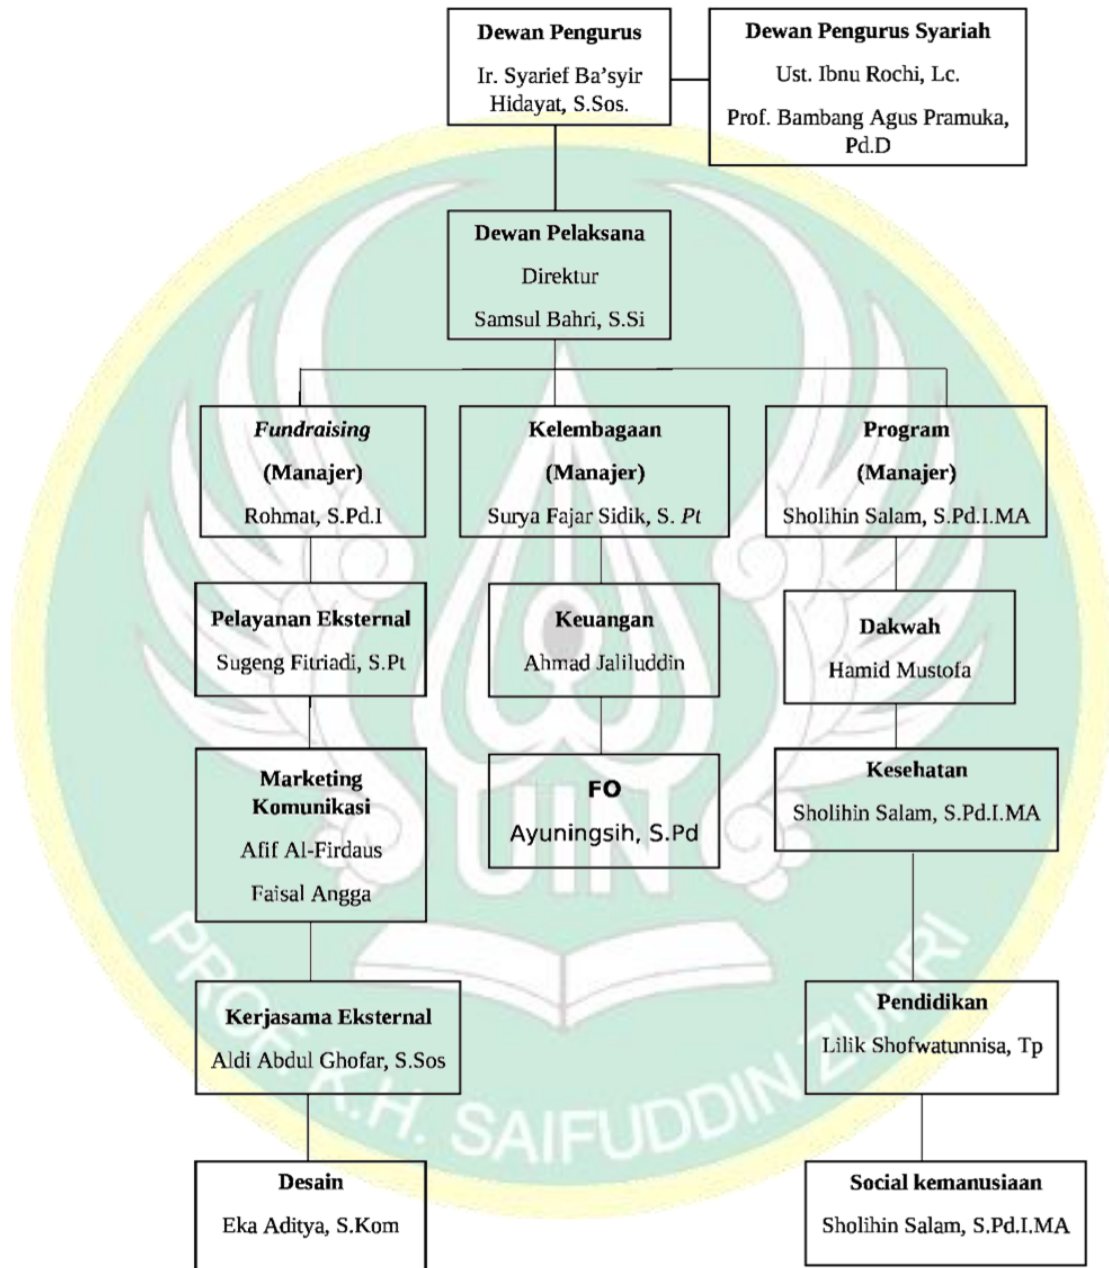 Dewan Pengurus
Ir. Syarief Ba’syir
Hidayat, S.Sos.
Dewan Pengurus Syariah
Ust. Ibnu Rochi, Lc.
Prof. Bambang Agus Pramuka,
Pd.D
Dewan Pelaksana
Direktur
Samsul Bahri, S.Si
Fundraising
(Manajer)
Rohmat, S.Pd.I
Kelembagaan
(Manajer)
Surya Fajar Sidik, S. Pt
Program
(Manajer)
Sholihin Salam, S.Pd.I.MA
Pelayanan Eksternal
Sugeng Fitriadi, S.Pt
Keuangan
Ahmad Jaliluddin
Dakwah
Hamid Mustofa
Marketing
Komunikasi
Afif Al-Firdaus
Faisal Angga
FO
Ayuningsih, S.Pd
Kesehatan
Sholihin Salam, S.Pd.I.MA
Kerjasama Eksternal
Aldi Abdul Ghofar, S.Sos
Pendidikan
Lilik Shofwatunnisa, Tp
Desain
Eka Aditya, S.Kom
Social kemanusiaan
Sholihin Salam, S.Pd.I.MA
UIN
PROF. K.H. SAIFUDDIN ZUHRI